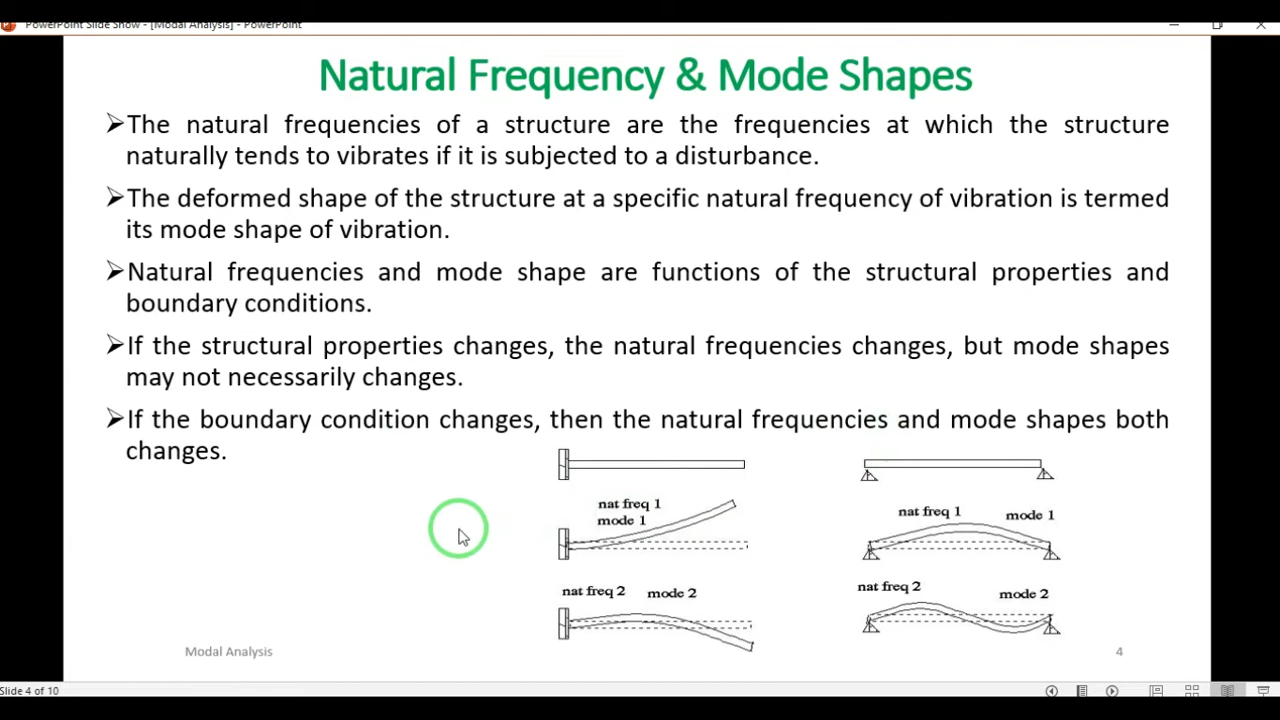 PowerPoint Slide Show - [Modal Analysis] - PowerPoint
Natural Frequency & Mode Shapes
➢The natural frequencies of a structure are the frequencies at which the structure
naturally tends to vibrates if it is subjected to a disturbance.
➢The deformed shape of the structure at a specific natural frequency of vibration is termed
its mode shape of vibration.
➢Natural frequencies and mode shape are functions of the structural properties and
boundary conditions.
➢If the structural properties changes, the natural frequencies changes, but mode shapes
may not necessarily changes.
➢If the boundary condition changes, then the natural frequencies and mode shapes both
changes.
nat freq 1
mode 1
nat freq 1 mode 1
nat freq 2 mode 2
nat freq 2 mode 2
Modal Analysis
4
Slide 4 of 10